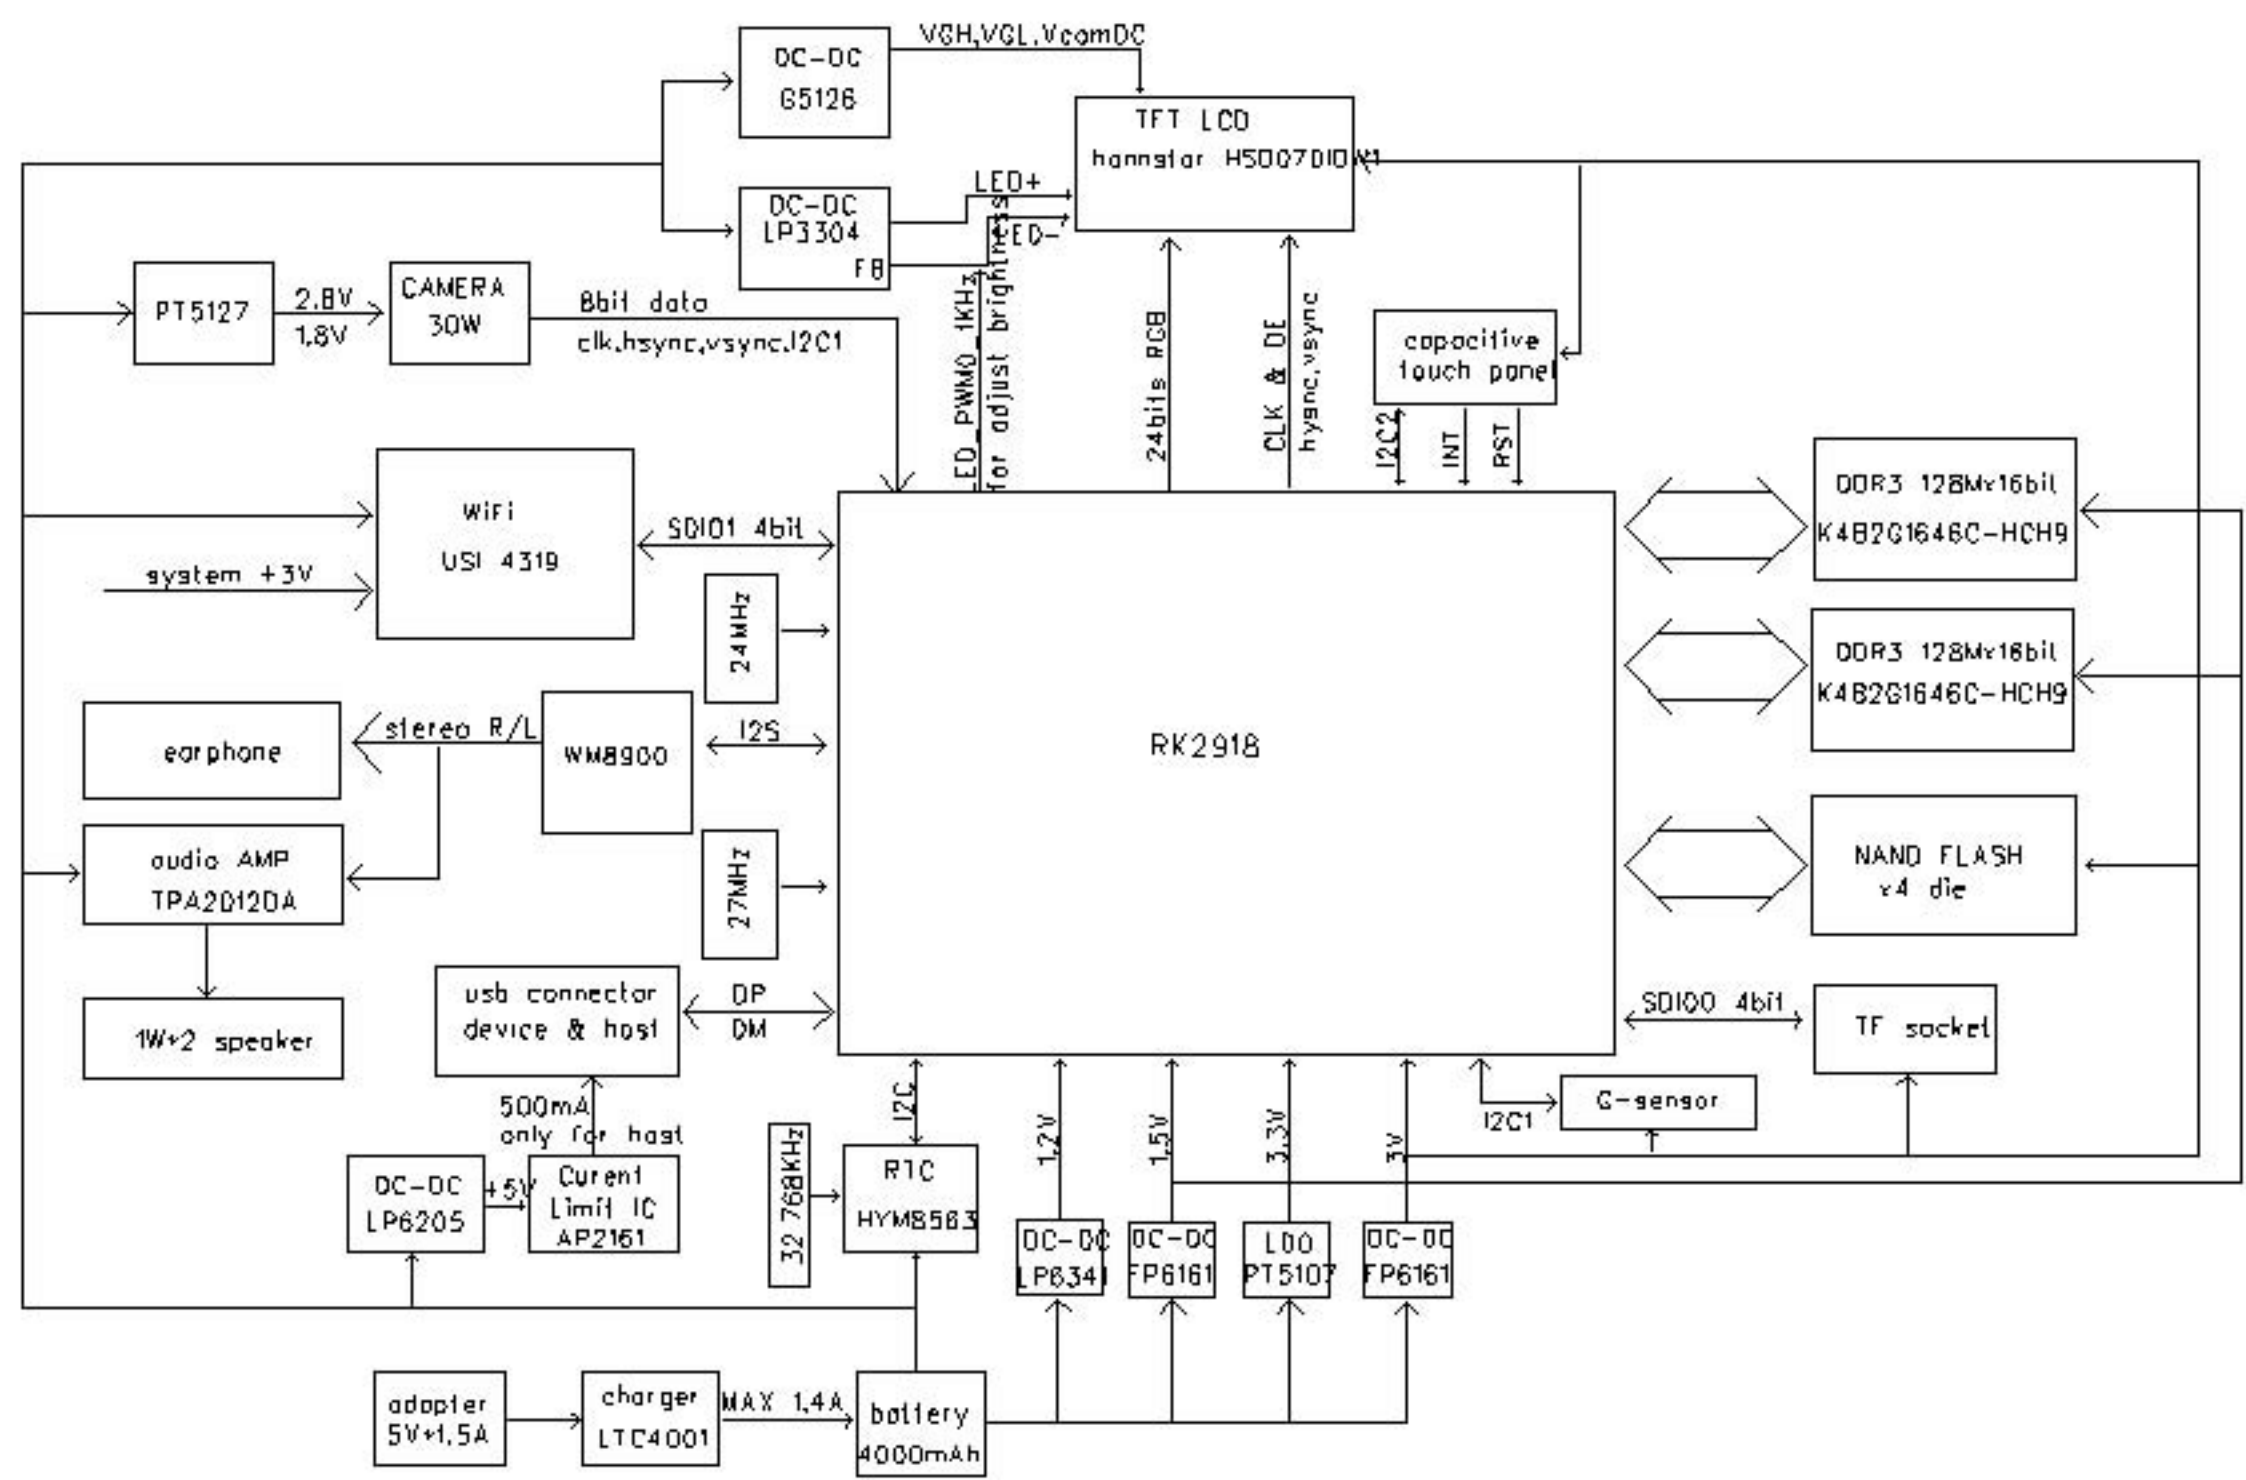 DC-DC
G5126
VGH,VGL,VcomDC
TFT LCD
hannstar HSD07DIDW1
DC-DC
LP3304
FB
LED+
LED-
PT5127
2.8V
1.8V
CAMERA
30W
8bit data
clk,hsync,vsync,I2C1
LED_PWM0_1KHz
for adjust brightness
24bits RGB
CLK & DE
hysnc,vsync
capacitive
touch panel
I2C2
INT
RST
WiFi
USI 4319
system +3V
SDIO1 4bit
DDR3 128Mx16bit
K4B2G1646C-HCH9
24MHz
DDR3 128Mx16bit
K4B2G1646C-HCH9
earphone
stereo R/L
WM8900
I2S
RK2918
audio AMP
TPA2012DA
27MHz
NAND FLASH
x4 die
1W*2 speaker
usb connector
device & host
DP
DM
SDIO0 4bit
TF socket
500mA
only for host
I2C
1.2V
1.5V
3.3V
3V
I2C1
G-sensor
DC-DC
LP6205
+5V
Curent
Limit IC
AP2161
32 768KHz
RTC
HYM8563
DC-DC
LP6341
DC-DC
FP6161
LDO
PT5107
DC-DC
FP6161
adapter
5V*1.5A
charger
LTC4001
MAX 1.4A
battery
4000mAh